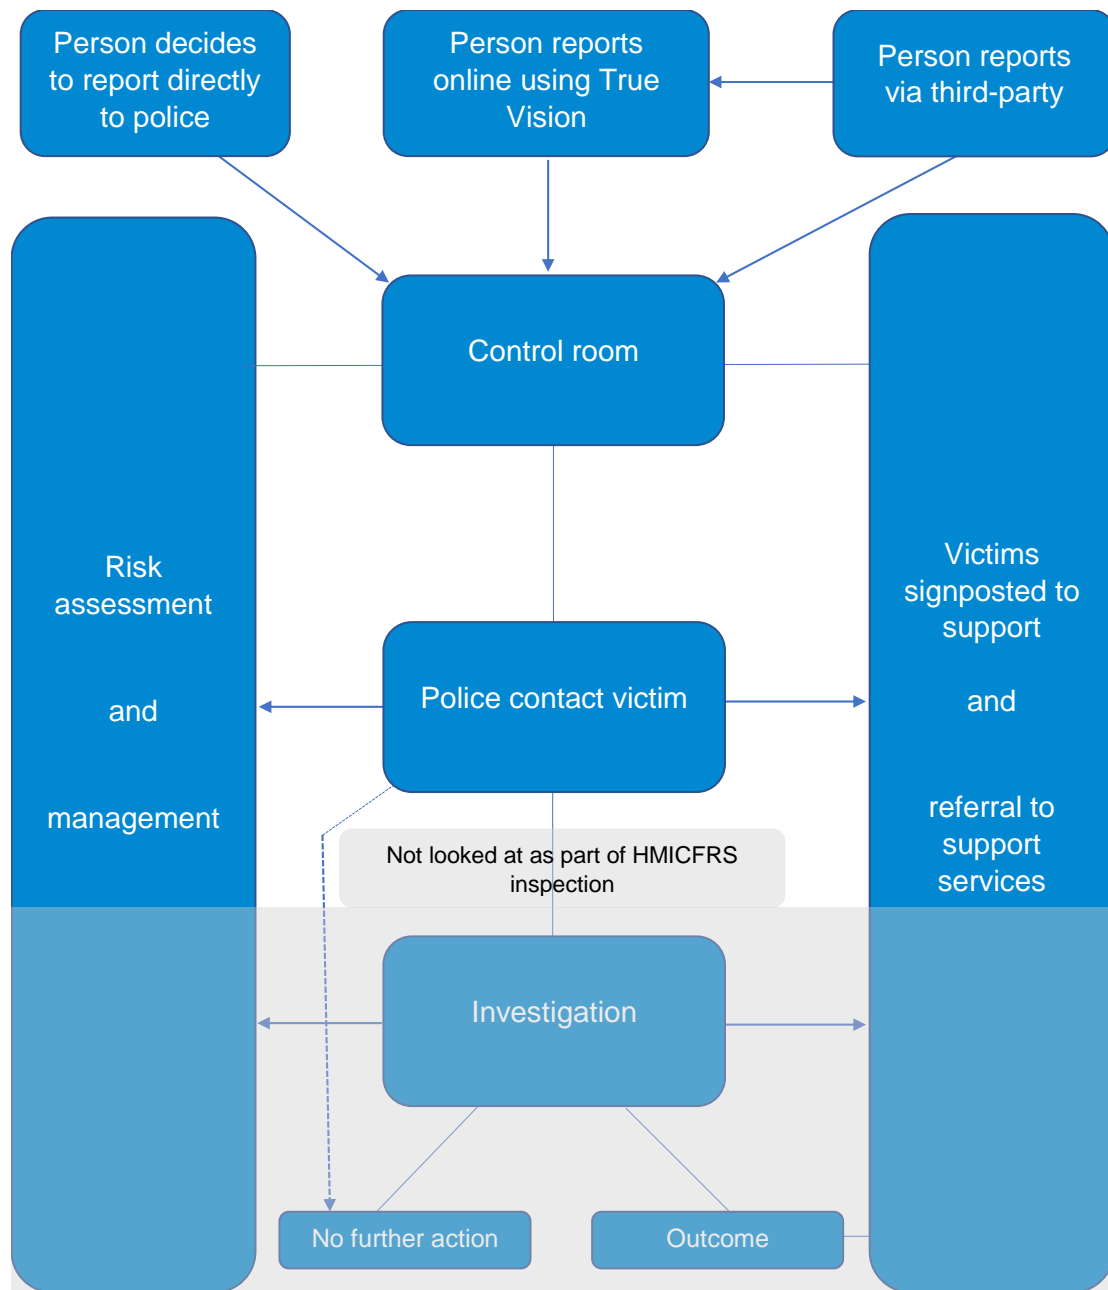 Person decides
to report directly
to police
Person reports
online using True
Vision
Person reports
via third-party
Control room
Risk
assessment
and
management
Police contact victim
Victims
signposted to
support
and
referral to
support
services
Not looked at as part of HMICFRS
inspection
Investigation
No further action
Outcome